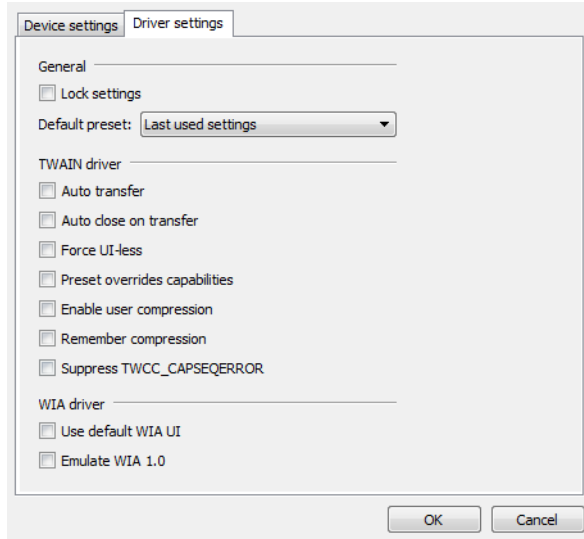 Device settings Driver settings
General
Lock settings
Default preset: Last used settings
TWAIN driver
Auto transfer
Auto close on transfer
Force UI-less
Preset overrides capabilities
Enable user compression
Remember compression
Suppress TWCC_CAPSEQERROR
WIA driver
Use default WIA UI
Emulate WIA 1.0
OK Cancel